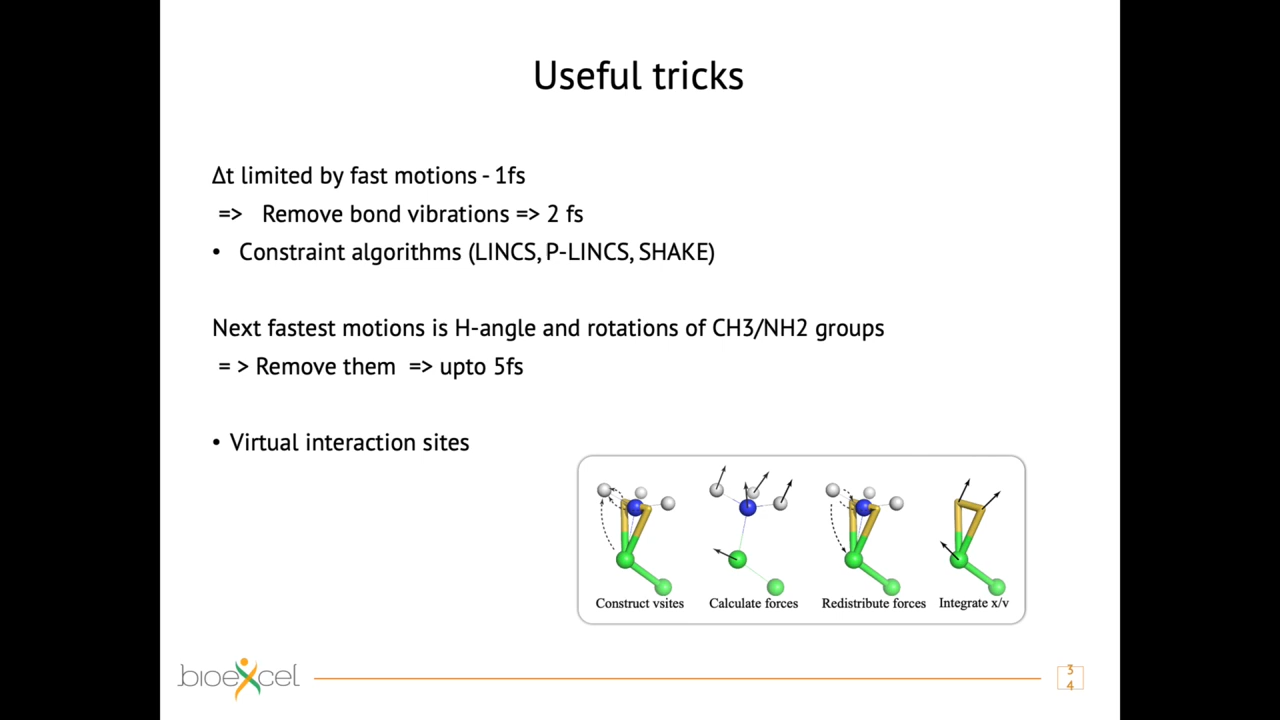 Useful tricks
Δt limited by fast motions - 1fs
=> Remove bond vibrations => 2 fs
• Constraint algorithms (LINCS, P-LINCS, SHAKE)
Next fastest motions is H-angle and rotations of CH3/NH2 groups
= > Remove them => upto 5fs
• Virtual interaction sites
Construct vsites Calculate forces Redistribute forces Integrate x/v
bioexcel
3
4